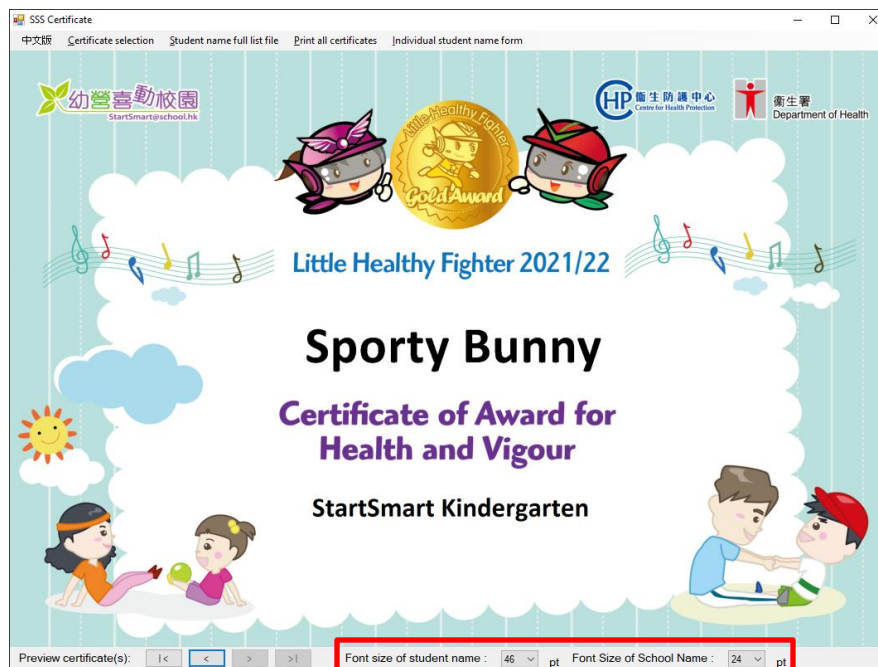 SSS Certificate
中文版 Certificate selection Student name full list file Print all certificates Individual student name form
幼營喜動校園
StartSmart@school.hk
CHP 衞生防護中心
Centre for Health Protection
衞生署
Department of Health
Little Healthy Fighter
Gold Award
Little Healthy Fighter 2021/22
Sporty Bunny
Certificate of Award for
Health and Vigour
StartSmart Kindergarten
Preview certificate(s): |< < > >| Font size of student name : 46 pt Font Size of School Name : 24 pt